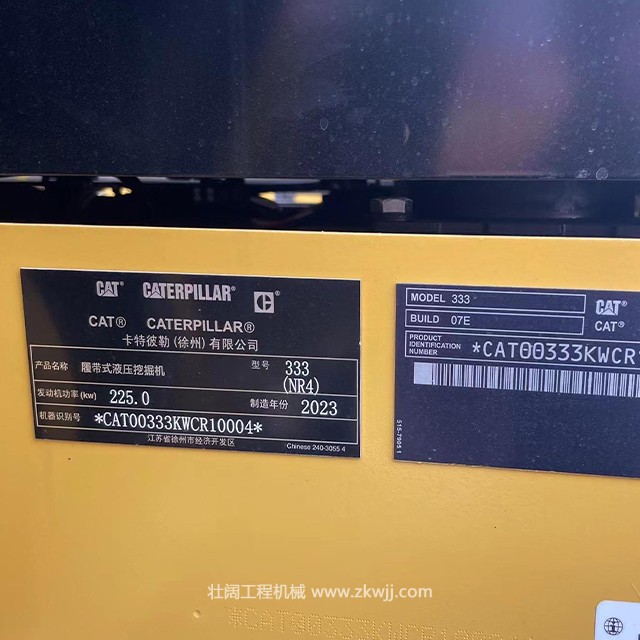 CAT® CATERPILLAR® C®
CAT® CATERPILLAR®
卡特彼勒(徐州)有限公司
产品名称 履带式液压挖掘机 型号 333
(NR4)
发动机功率(kw) 225.0 制造年份 2023
机器识别号 *CAT00333KWCR10004*
江苏省徐州市经济开发区
Chinese 240-3055 4
MODEL 333
BUILD 07E
CAT®
CAT®
PRODUCT
IDENTIFICATION
NUMBER
*CAT00333KWCR1
515-7905 1
壮阔工程机械 www.zkwjj.com